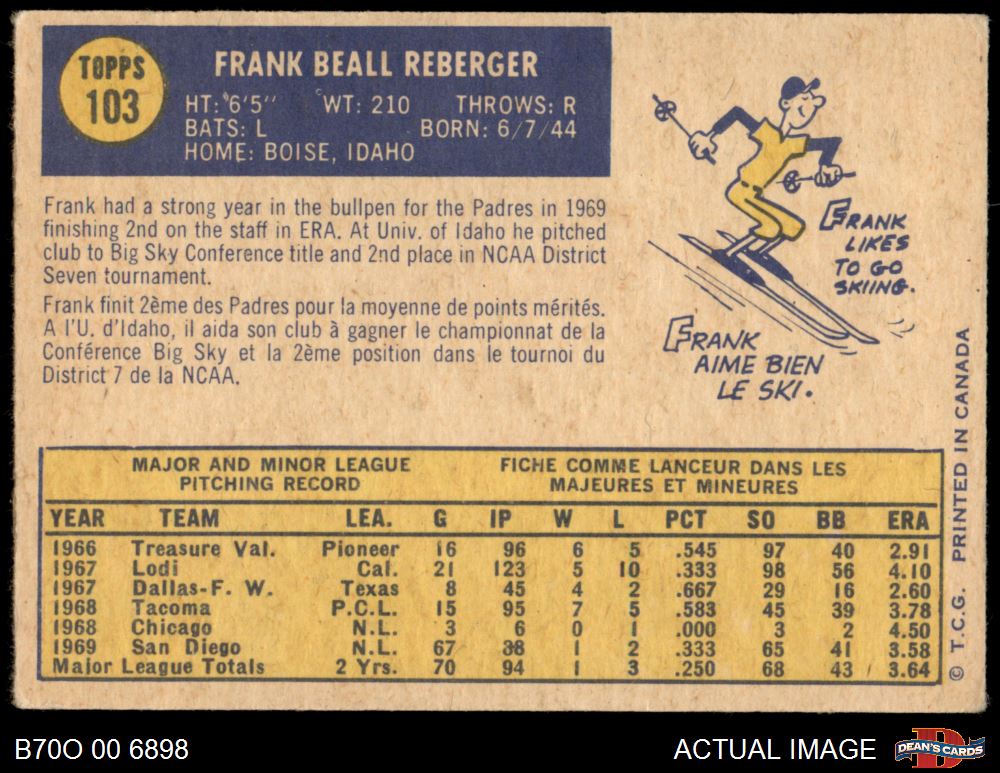 TOPPS
103
FRANK BEALL REBERGER
HT: 6'5" WT: 210 THROWS: R
BATS: L BORN: 6/7/44
HOME: BOISE, IDAHO
Frank had a strong year in the bullpen for the Padres in 1969
finishing 2nd on the staff in ERA. At Univ. of Idaho he pitched
club to Big Sky Conference title and 2nd place in NCAA District
Seven tournament.
Frank finit 2ème des Padres pour la moyenne de points mérités.
A l'U. d'Idaho, il aida son club à gagner le championnat de la
Conférence Big Sky et la 2ème position dans le tournoi du
District 7 de la NCAA.
FRANK
LIKES
TO GO
SKIING.
FRANK
AIME BIEN
LE SKI.
MAJOR AND MINOR LEAGUE
PITCHING RECORD
FICHE COMME LANCEUR DANS LES
MAJEURES ET MINEURES
YEAR TEAM LEA. G IP W L PCT SO BB ERA
1966 Treasure Val. Pioneer 16 96 6 5 .545 97 40 2.91
1967 Lodi Cal. 21 123 5 10 .333 98 56 4.10
1967 Dallas-F. W. Texas 8 45 4 2 .667 29 16 2.60
1968 Tacoma P.C.L. 15 95 7 5 .583 45 39 3.78
1968 Chicago N.L. 3 6 0 1 .000 3 2 4.50
1969 San Diego N.L. 67 38 1 2 .333 65 41 3.58
Major League Totals 2 Yrs. 70 94 1 3 .250 68 43 3.64
© T.C.G. PRINTED IN CANADA
B70O 00 6898
ACTUAL IMAGE
D
DEAN'S CARDS